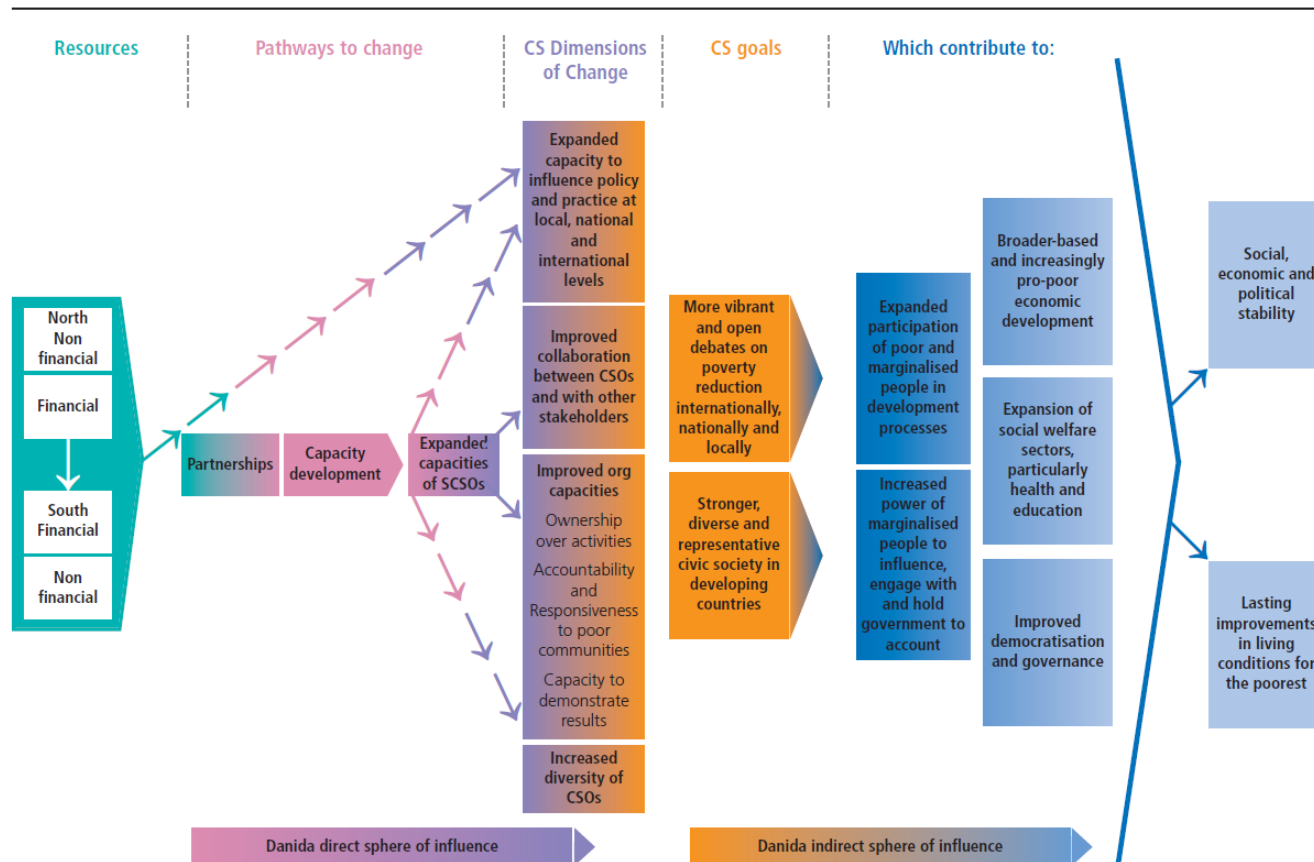 Resources
Pathways to change
CS Dimensions
of Change
CS goals
Which contribute to:
North
Non
financial
Financial
South
Financial
Non
financial
Partnerships
Capacity
development
Expanded
capacities
of SCSOs
Expanded
capacity to
influence policy
and practice at
local, national
and
international
levels
Improved
collaboration
between CSOs
and with other
stakeholders
Improved org
capacities
Ownership
over activities
Accountability
and
Responsiveness
to poor
communities
Capacity to
demonstrate
results
Increased
diversity of
CSOs
More vibrant
and open
debates on
poverty
reduction
internationally,
nationally and
locally
Stronger,
diverse and
representative
civic society in
developing
countries
Expanded
participation
of poor and
marginalised
people in
development
processes
Increased
power of
marginalised
people to
influence,
engage with
and hold
government to
account
Broader-based
and increasingly
pro-poor
economic
development
Expansion of
social welfare
sectors,
particularly
health and
education
Improved
democratisation
and governance
Social,
economic and
political
stability
Lasting
improvements
in living
conditions for
the poorest
Danida direct sphere of influence
Danida indirect sphere of influence